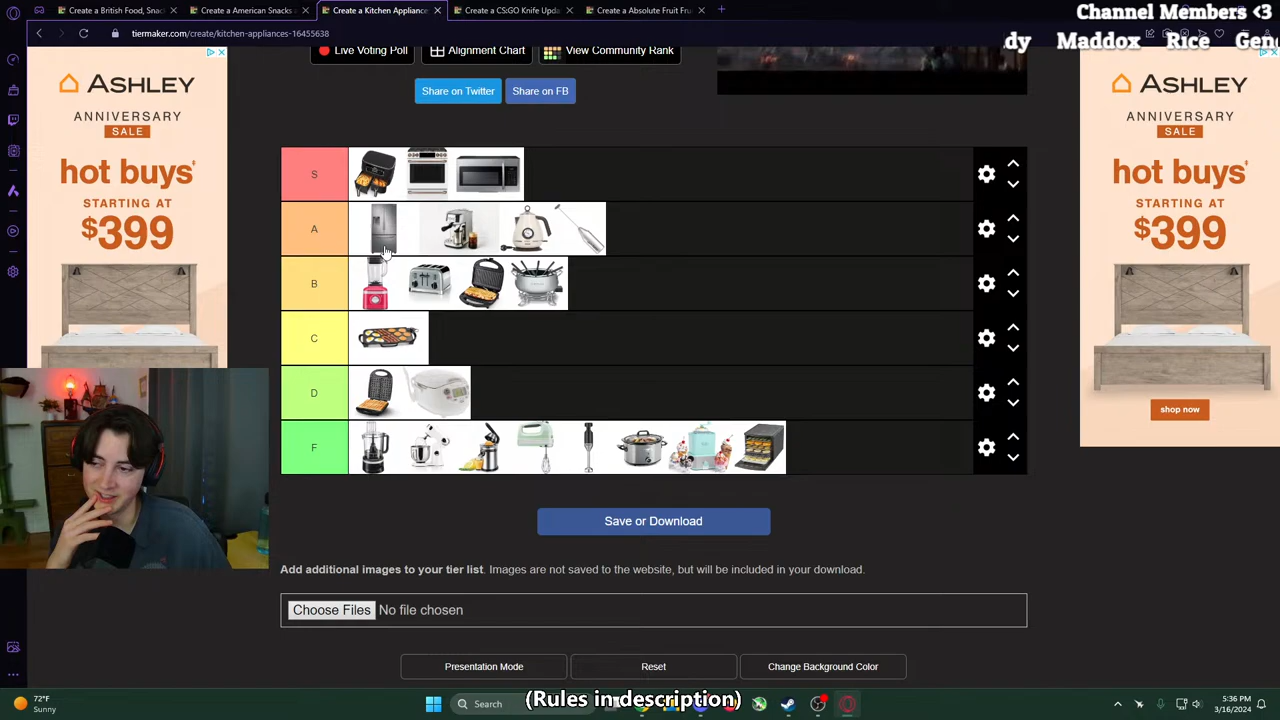 Create a British Food, Snack
Create a American Snacks a
Create a Kitchen Appliance
Create a CS:GO Knife Upda
Create a Absolute Fruit Fru
Channel Members <3
tiermaker.com/create/kitchen-appliances-16455638
dy Maddox Rice Gen
Live Voting Poll
Alignment Chart
View Community Rank
Share on Twitter
Share on FB
ASHLEY
ANNIVERSARY
SALE
hot buys‡
STARTING AT
$399
ASHLEY
ANNIVERSARY
SALE
hot buys‡
STARTING AT
$399
shop now
S
A
B
C
D
F
Save or Download
Add additional images to your tier list. Images are not saved to the website, but will be included in your download.
Choose Files No file chosen
Presentation Mode
Reset
Change Background Color
(Rules in description)
72°F
Sunny
Search
5:36 PM
3/16/2024